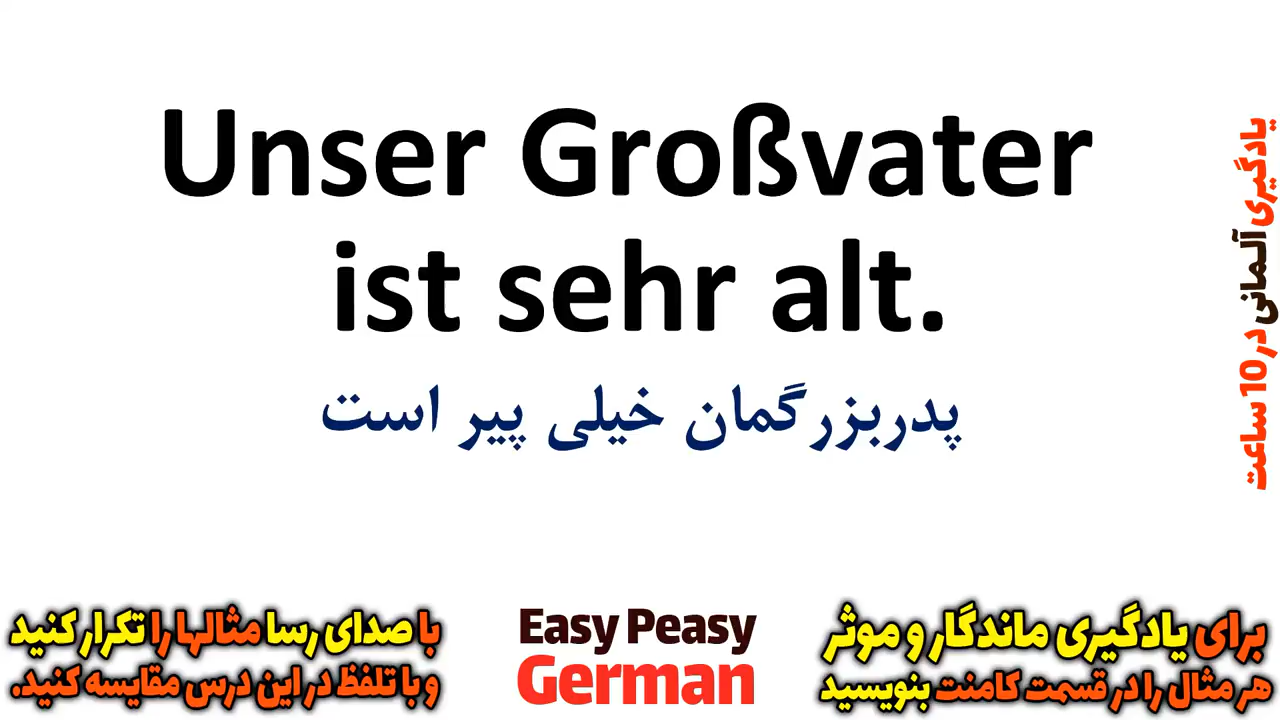 Unser Großvater
ist sehr alt.
پدربزرگمان خیلی پیر است
یادگیری آلمانی در 10 ساعت
با صدای رسا مثالها را تکرار کنید
و با تلفظ در این درس مقایسه کنید.
Easy Peasy
German
برای یادگیری ماندگار و موثر
هر مثال را در قسمت کامنت بنویسید